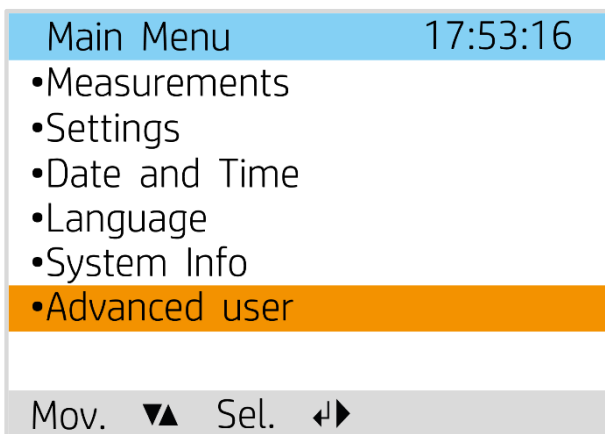 Main Menu 17:53:16
•Measurements
•Settings
•Date and Time
•Language
•System Info
•Advanced user
Mov. ▼▲ Sel. ↲▶